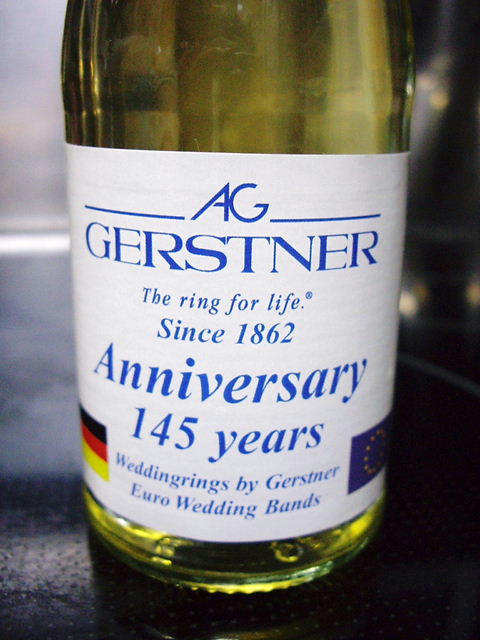 AG
GERSTNER
The ring for life.®
Since 1862
Anniversary
145 years
Weddingrings by Gerstner
Euro Wedding Bands